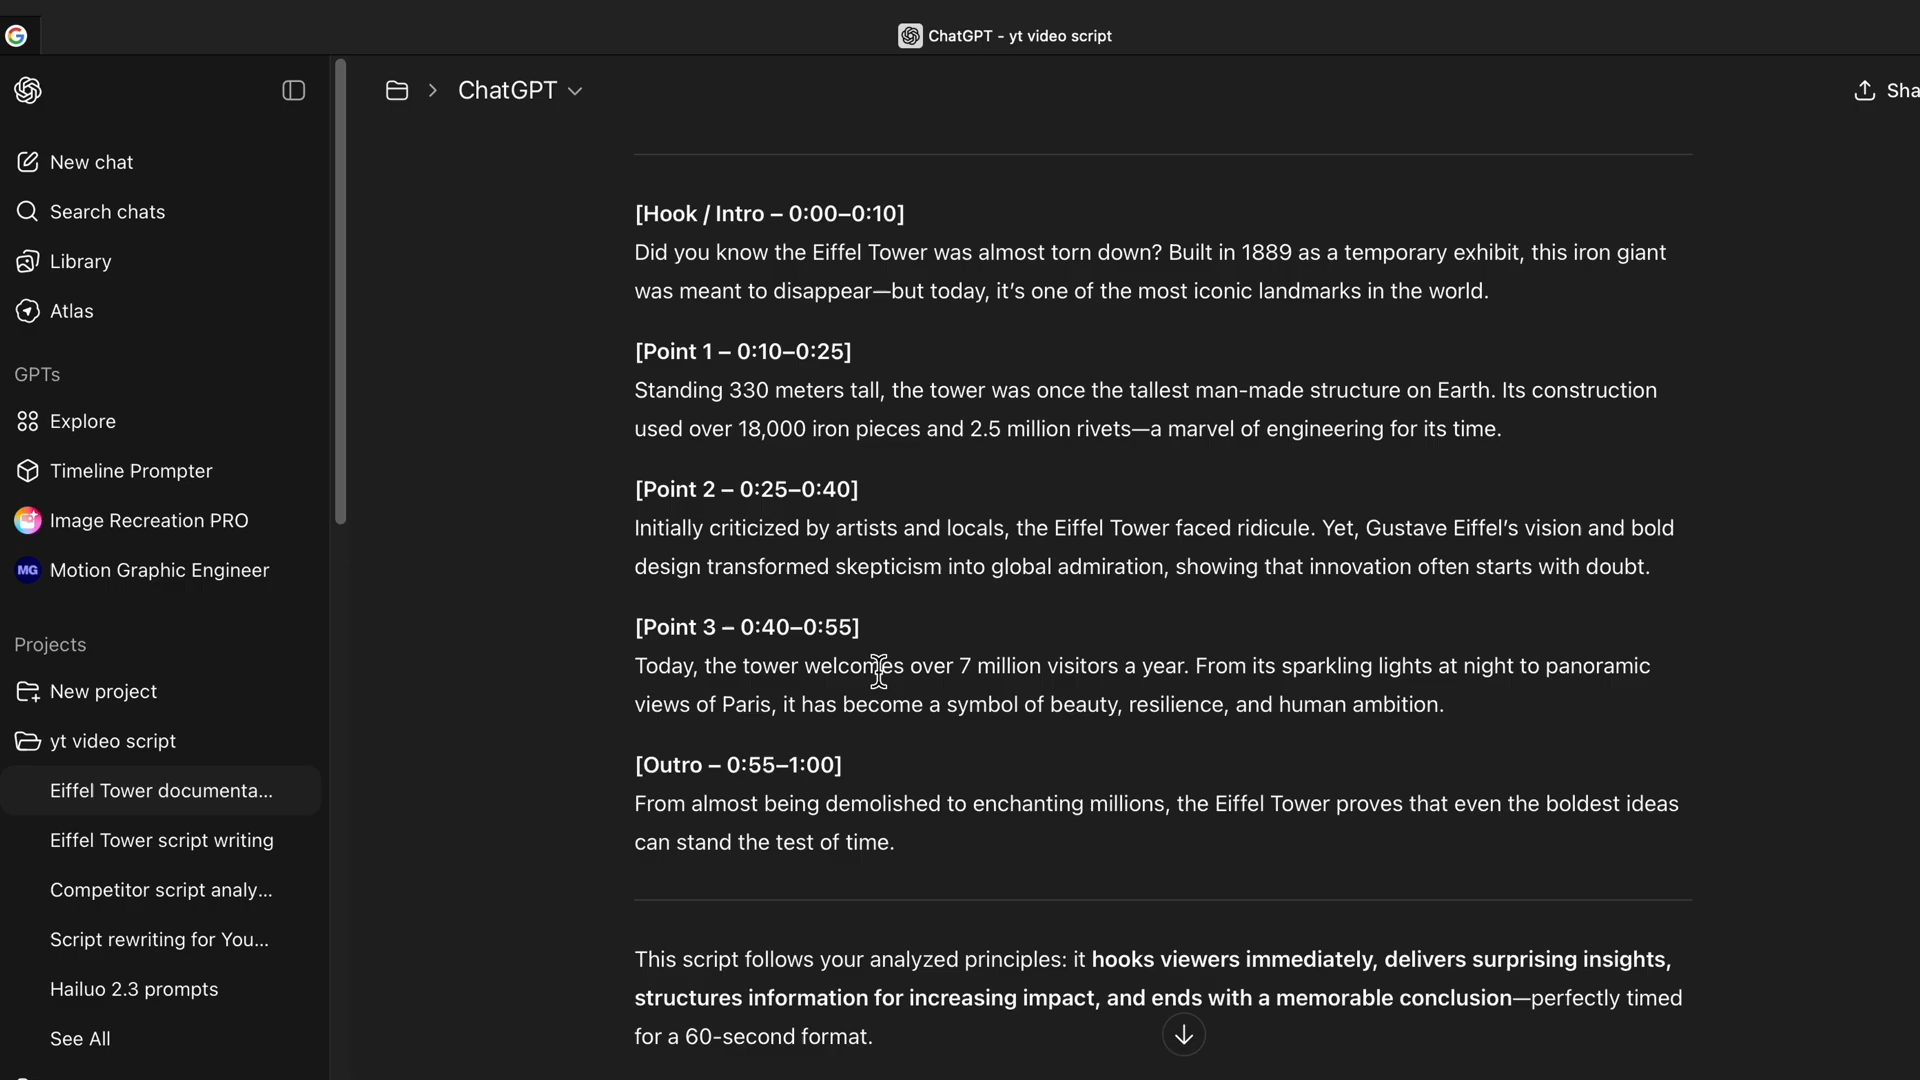 ChatGPT - yt video script
ChatGPT
Sha
New chat
Search chats
Library
Atlas
GPTs
Explore
Timeline Prompter
Image Recreation PRO
MG Motion Graphic Engineer
Projects
New project
yt video script
Eiffel Tower documenta...
Eiffel Tower script writing
Competitor script analy...
Script rewriting for You...
Hailuo 2.3 prompts
See All
[Hook / Intro – 0:00–0:10]
Did you know the Eiffel Tower was almost torn down? Built in 1889 as a temporary exhibit, this iron giant
was meant to disappear—but today, it’s one of the most iconic landmarks in the world.
[Point 1 – 0:10–0:25]
Standing 330 meters tall, the tower was once the tallest man-made structure on Earth. Its construction
used over 18,000 iron pieces and 2.5 million rivets—a marvel of engineering for its time.
[Point 2 – 0:25–0:40]
Initially criticized by artists and locals, the Eiffel Tower faced ridicule. Yet, Gustave Eiffel’s vision and bold
design transformed skepticism into global admiration, showing that innovation often starts with doubt.
[Point 3 – 0:40–0:55]
Today, the tower welcomes over 7 million visitors a year. From its sparkling lights at night to panoramic
views of Paris, it has become a symbol of beauty, resilience, and human ambition.
[Outro – 0:55–1:00]
From almost being demolished to enchanting millions, the Eiffel Tower proves that even the boldest ideas
can stand the test of time.
This script follows your analyzed principles: it hooks viewers immediately, delivers surprising insights,
structures information for increasing impact, and ends with a memorable conclusion—perfectly timed
for a 60-second format.